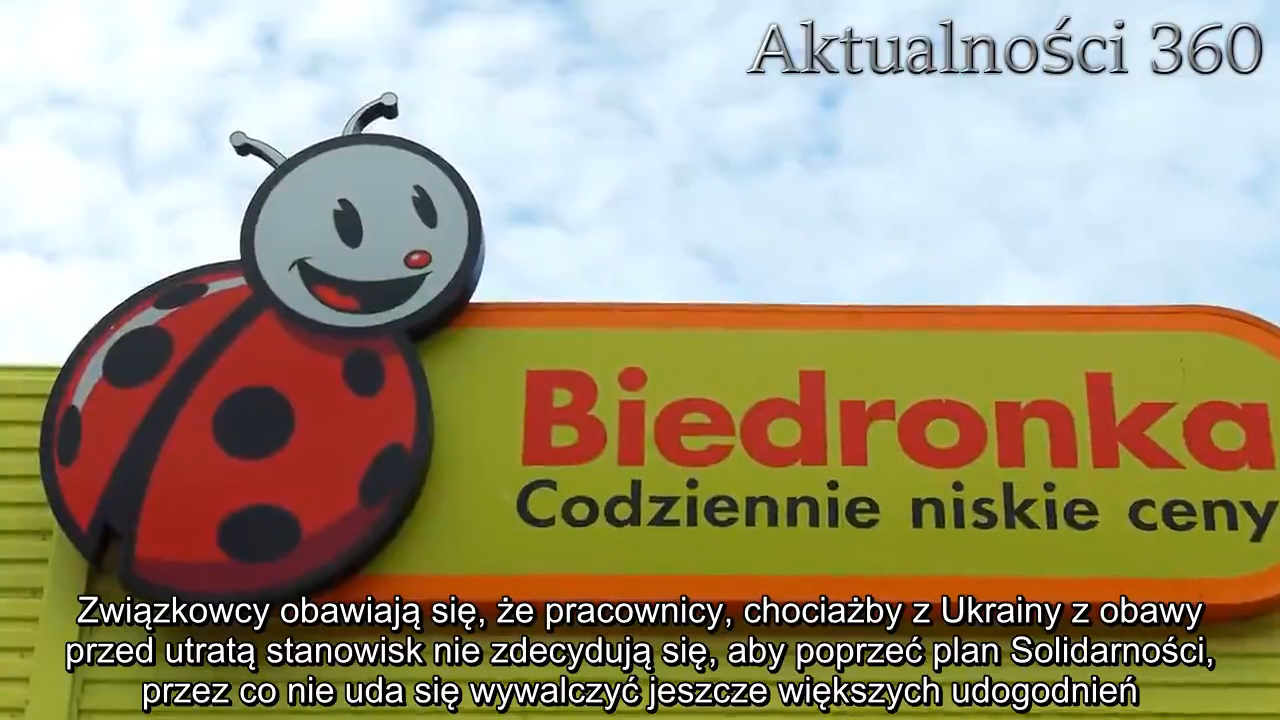 Aktualności 360
Biedronka
Codziennie niskie ceny
Związkowcy obawiają się, że pracownicy, chociażby z Ukrainy z obawy
przed utratą stanowisk nie zdecydują się, aby poprzeć plan Solidarności,
przez co nie uda się wywalczyć jeszcze większych udogodnień